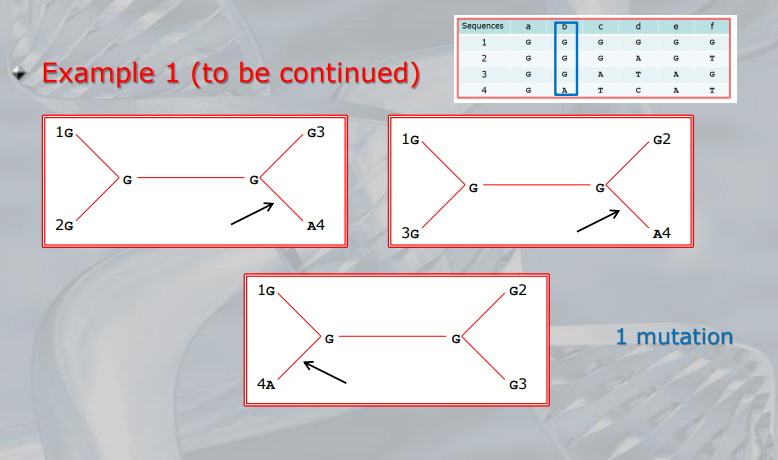 Sequences a b c d e f
1 G G G G G G
2 G G G A G T
3 G G A T A G
4 G A T C A T
Example 1 (to be continued)
1G G3
G G
2G A4
1G G2
G G
3G A4
1G G2
G G
4A G3
1 mutation